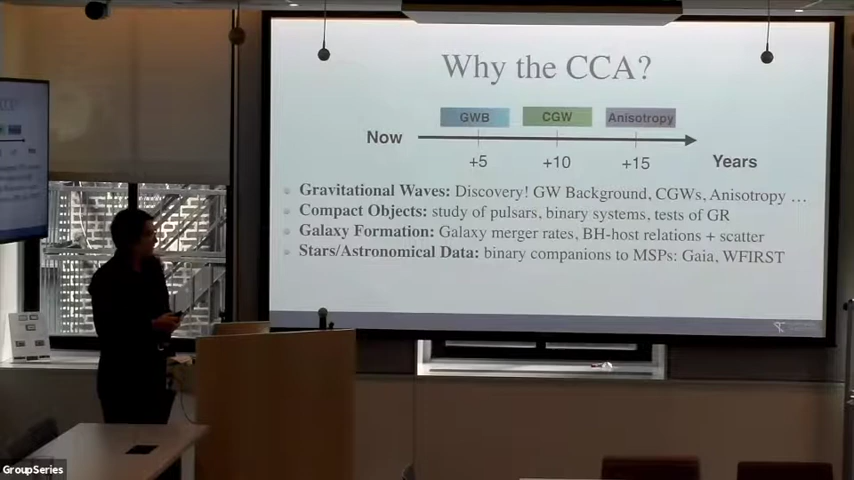 Why the CCA?
GWB CGW Anisotropy
Now
+5 +10 +15 Years
Gravitational Waves: Discovery! GW Background, CGWs, Anisotropy ...
Compact Objects: study of pulsars, binary systems, tests of GR
Galaxy Formation: Galaxy merger rates, BH-host relations + scatter
Stars/Astronomical Data: binary companions to MSPs: Gaia, WFIRST
GroupSeries